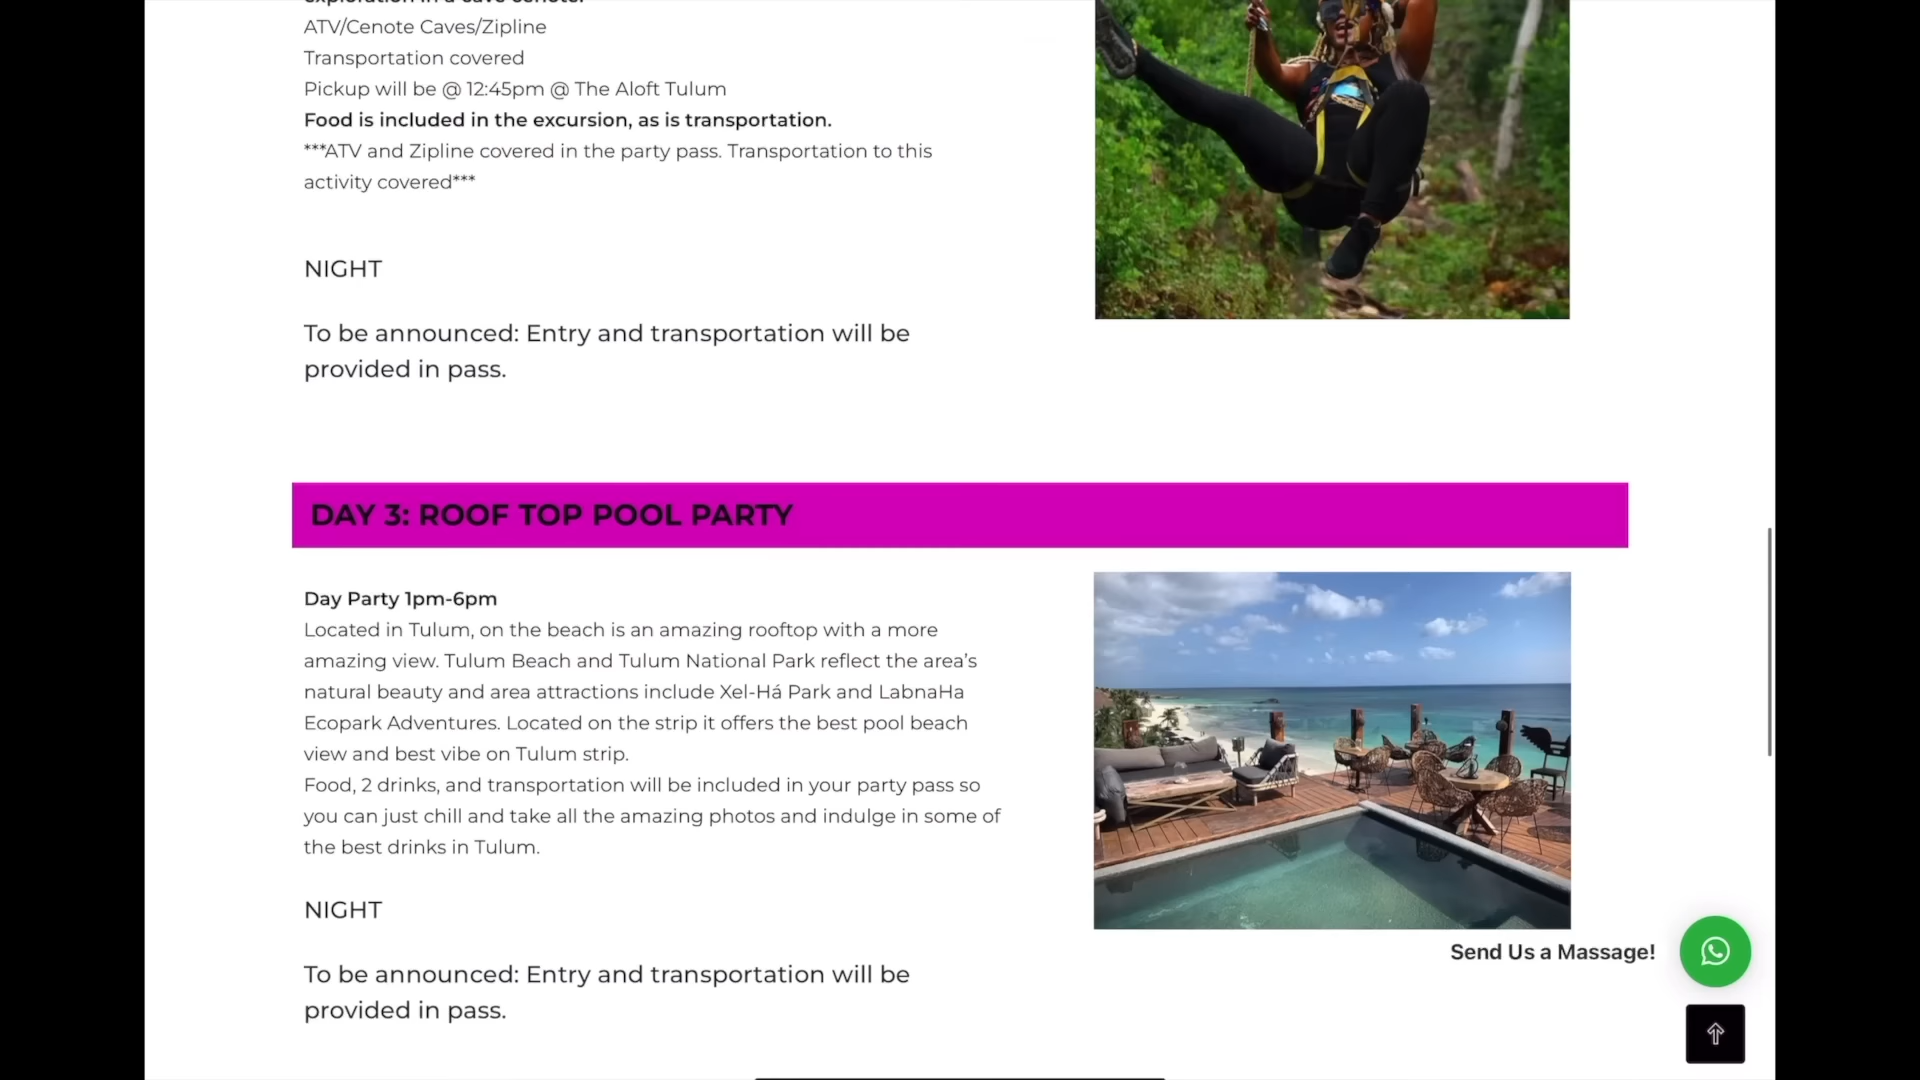 exploration in a cave cenote.
ATV/Cenote Caves/Zipline
Transportation covered
Pickup will be @ 12:45pm @ The Aloft Tulum
Food is included in the excursion, as is transportation.
***ATV and Zipline covered in the party pass. Transportation to this
activity covered***
NIGHT
To be announced: Entry and transportation will be
provided in pass.
DAY 3: ROOF TOP POOL PARTY
Day Party 1pm-6pm
Located in Tulum, on the beach is an amazing rooftop with a more
amazing view. Tulum Beach and Tulum National Park reflect the area’s
natural beauty and area attractions include Xel-Há Park and LabnaHa
Ecopark Adventures. Located on the strip it offers the best pool beach
view and best vibe on Tulum strip.
Food, 2 drinks, and transportation will be included in your party pass so
you can just chill and take all the amazing photos and indulge in some of
the best drinks in Tulum.
NIGHT
To be announced: Entry and transportation will be
provided in pass.
Send Us a Massage!